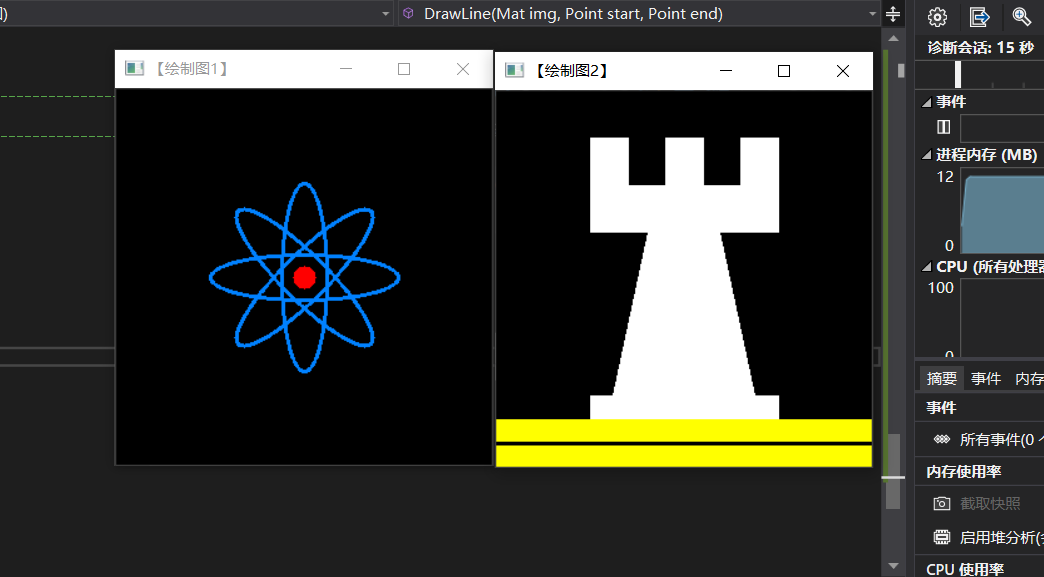 DrawLine(Mat img, Point start, Point end)
【绘制图1】
【绘制图2】
诊断会话: 15 秒
事件
进程内存 (MB)
12
0
CPU (所有处理器
100
0
摘要 事件 内存
事件
所有事件(0
内存使用率
截取快照
启用堆分析(
CPU 使用率